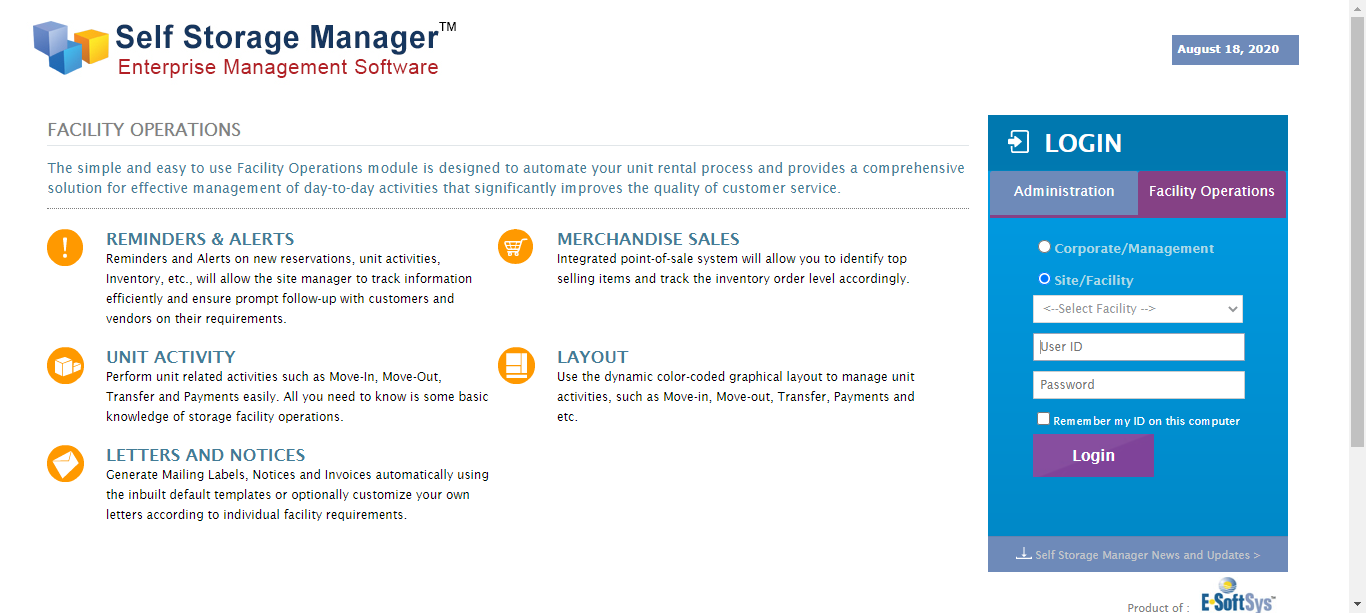 Self Storage Manager™
Enterprise Management Software
August 18, 2020
FACILITY OPERATIONS
The simple and easy to use Facility Operations module is designed to automate your unit rental process and provides a comprehensive
solution for effective management of day-to-day activities that significantly improves the quality of customer service.
REMINDERS & ALERTS
Reminders and Alerts on new reservations, unit activities,
Inventory, etc., will allow the site manager to track information
efficiently and ensure prompt follow-up with customers and
vendors on their requirements.
MERCHANDISE SALES
Integrated point-of-sale system will allow you to identify top
selling items and track the inventory order level accordingly.
UNIT ACTIVITY
Perform unit related activities such as Move-In, Move-Out,
Transfer and Payments easily. All you need to know is some basic
knowledge of storage facility operations.
LAYOUT
Use the dynamic color-coded graphical layout to manage unit
activities, such as Move-in, Move-out, Transfer, Payments and
etc.
LETTERS AND NOTICES
Generate Mailing Labels, Notices and Invoices automatically using
the inbuilt default templates or optionally customize your own
letters according to individual facility requirements.
LOGIN
Administration
Facility Operations
Corporate/Management
Site/Facility
<--Select Facility -->
User ID
Password
Remember my ID on this computer
Login
Self Storage Manager News and Updates >
Product of :
E-SoftSys™